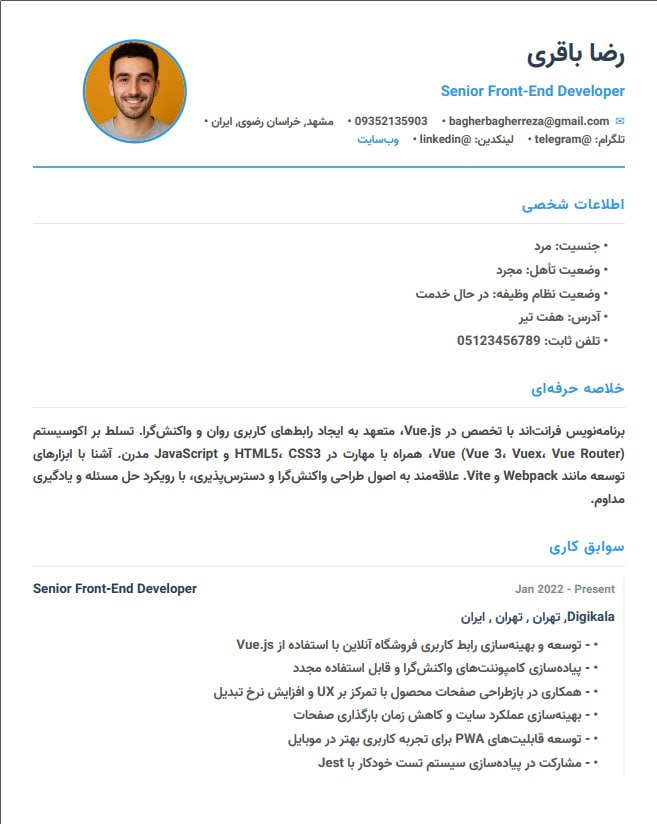 رضا باقری
Senior Front-End Developer
✉ bagherbagherreza@gmail.com • 09352135903 • مشهد, خراسان رضوی, ایران •
تلگرام: @telegram • لینکدین: @linkedin • وب‌سایت
اطلاعات شخصی
• جنسیت: مرد
• وضعیت تأهل: مجرد
• وضعیت نظام وظیفه: در حال خدمت
• آدرس: هفت تیر
• تلفن ثابت: 05123456789
خلاصه حرفه‌ای
برنامه‌نویس فرانت‌اند با تخصص در Vue.js، متعهد به ایجاد رابط‌های کاربری روان و واکنش‌گرا. تسلط بر اکوسیستم
Vue (Vue 3، Vuex، Vue Router)، همراه با مهارت در HTML5، CSS3 و JavaScript مدرن. آشنا با ابزارهای
توسعه مانند Webpack و Vite. علاقه‌مند به اصول طراحی واکنش‌گرا و دسترس‌پذیری، با رویکرد حل مسئله و یادگیری
مداوم.
سوابق کاری
Jan 2022 - Present
Senior Front-End Developer
Digikala, تهران , تهران , ایران
• - توسعه و بهینه‌سازی رابط کاربری فروشگاه آنلاین با استفاده از Vue.js
• - پیاده‌سازی کامپوننت‌های واکنش‌گرا و قابل استفاده مجدد
• - همکاری در بازطراحی صفحات محصول با تمرکز بر UX و افزایش نرخ تبدیل
• - بهینه‌سازی عملکرد سایت و کاهش زمان بارگذاری صفحات
• - توسعه قابلیت‌های PWA برای تجربه کاربری بهتر در موبایل
• - مشارکت در پیاده‌سازی سیستم تست خودکار با Jest